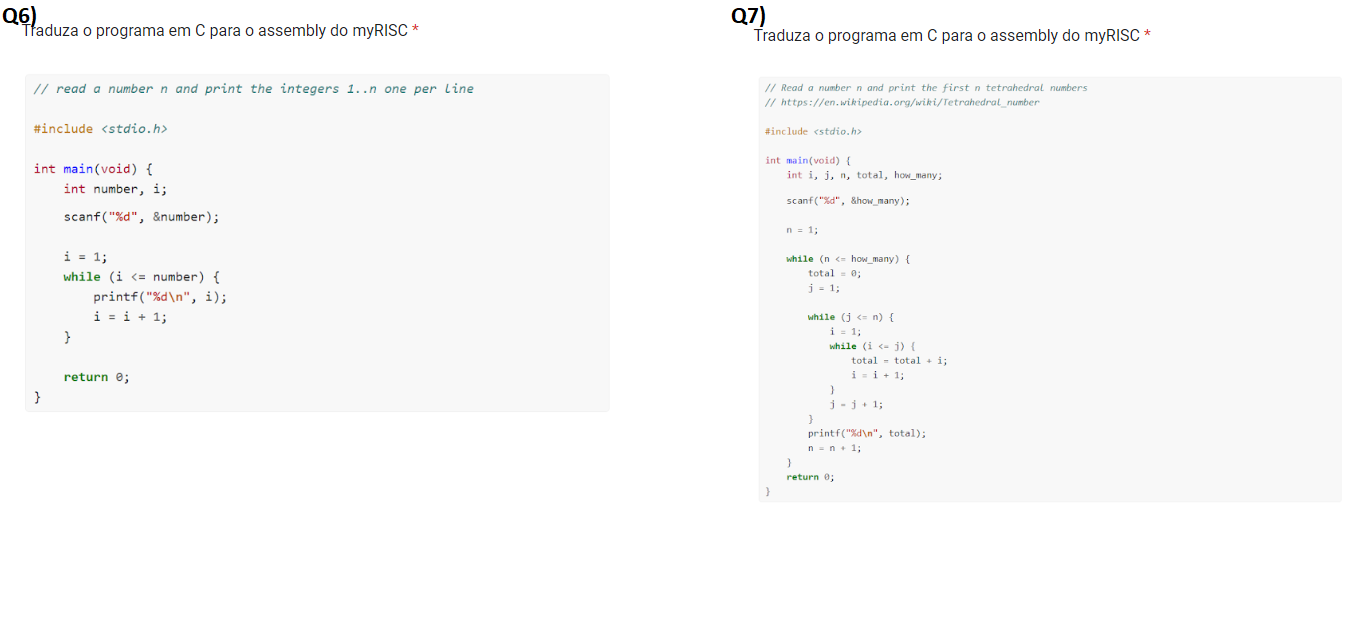 Q6)
Traduza o programa em C para o assembly do myRISC *
// read a number n and print the integers 1..n one per line
#include <stdio.h>
int main(void) {
    int number, i;
    scanf("%d", &number);
    i = 1;
    while (i <= number) {
        printf("%d\n", i);
        i = i + 1;
    }
    return 0;
}
Q7)
Traduza o programa em C para o assembly do myRISC *
// Read a number n and print the first n tetrahedral numbers
// https://en.wikipedia.org/wiki/Tetrahedral_number
#include <stdio.h>
int main(void) {
    int i, j, n, total, how_many;
    scanf("%d", &how_many);
    n = 1;
    while (n <= how_many) {
        total = 0;
        j = 1;
        while (j <= n) {
            i = 1;
            while (i <= j) {
                total = total + i;
                i = i + 1;
            }
            j = j + 1;
        }
        printf("%d\n", total);
        n = n + 1;
    }
    return 0;
}